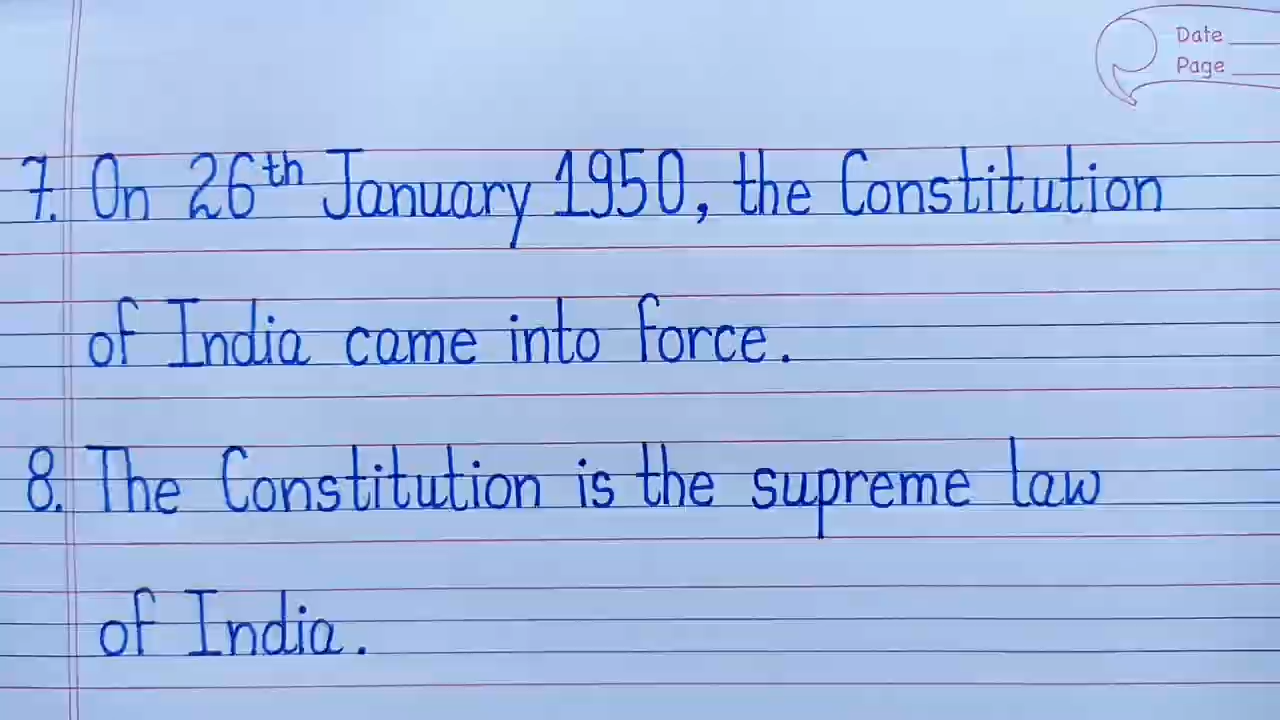 Date
Page
7. On 26th January 1950, the Constitution
of India came into force.
8. The Constitution is the supreme law
of India.